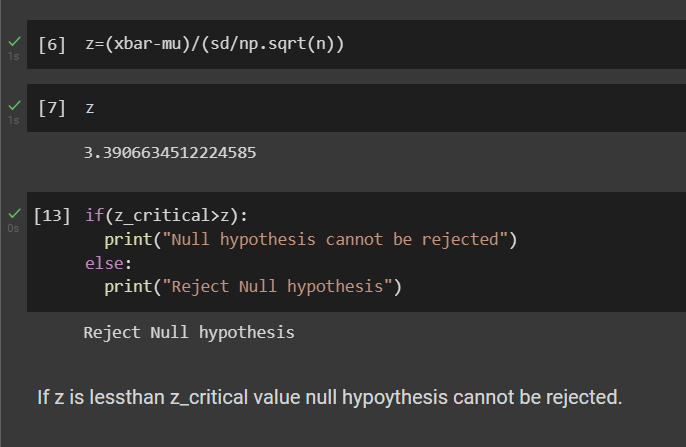 [6] z=(xbar-mu)/(sd/np.sqrt(n))
1s
[7] z
1s
3.3906634512224585
[13] if(z_critical>z):
0s
print("Null hypothesis cannot be rejected")
else:
print("Reject Null hypothesis")
Reject Null hypothesis
If z is lessthan z_critical value null hypoythesis cannot be rejected.